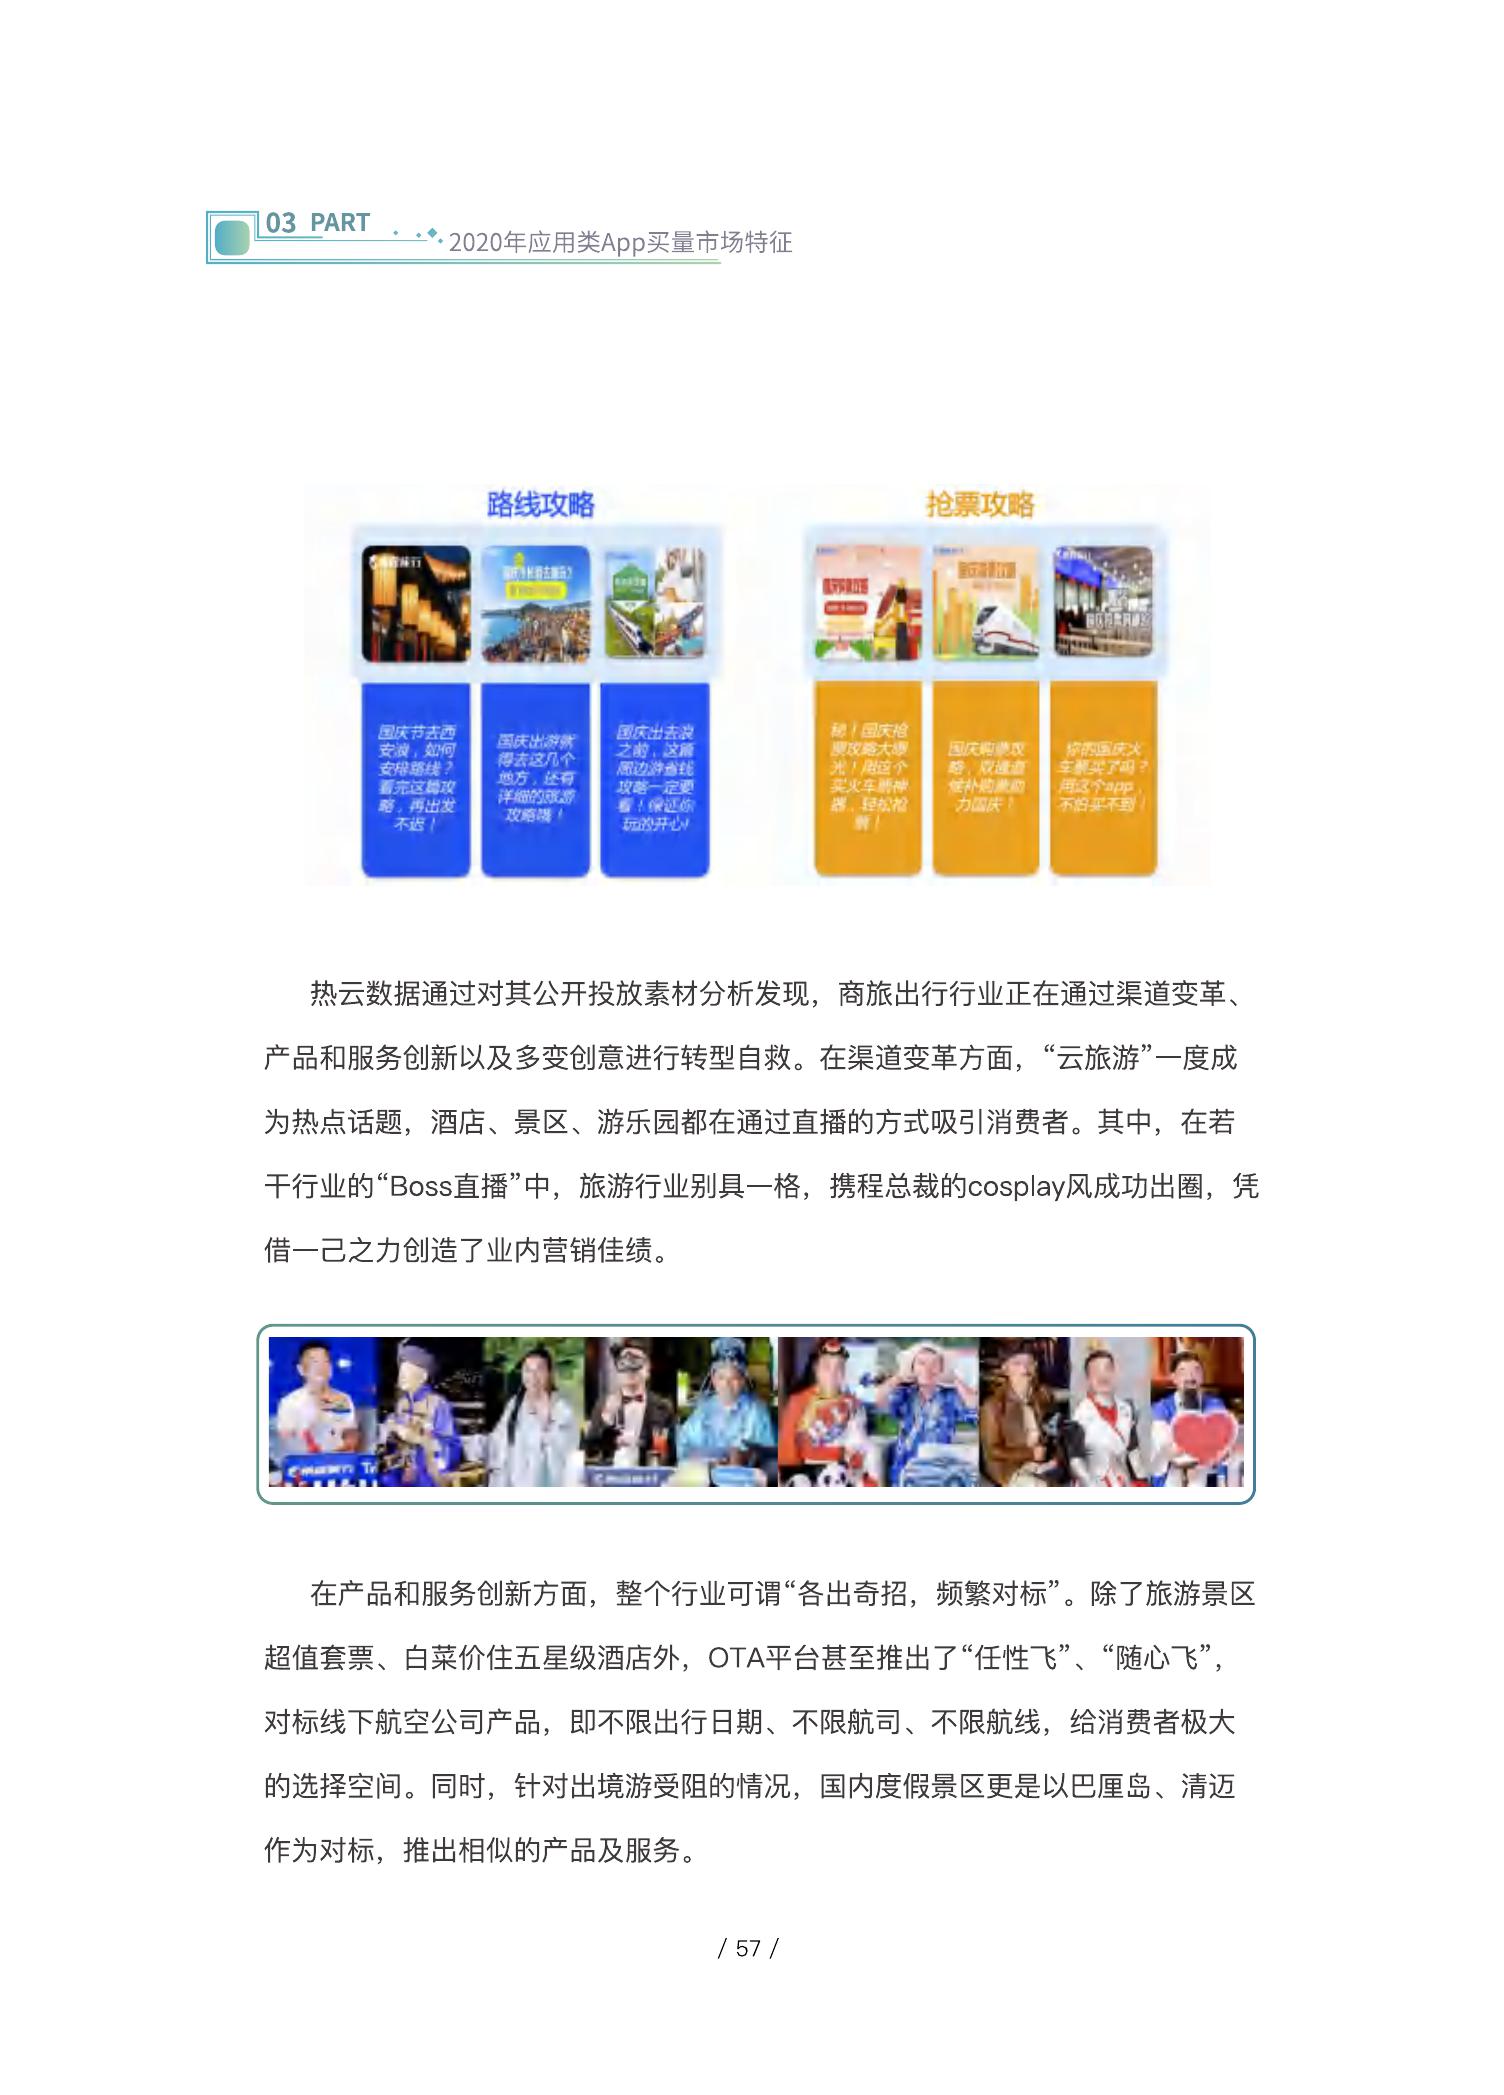 03 PART
2020年应用类App买量市场特征
路线攻略
抢票攻略
国庆节去西
安浪，如何
安排路线？
看完这篇攻
略，再出发
不迟！
国庆出游就
得去这几个
地方，还有
详细的旅游
攻略哦！
国庆出去浪
之前，这篇
周边游省钱
攻略一定要
看！保证你
玩的开心!
秘！国庆抢
票攻略大曝
光！用这个
买火车票神
器，轻松抢
票！
国庆购票攻
略，双通道
候补购票助
力国庆！
你的国庆火
车票买了吗？
用这个app，
不怕买不到！
热云数据通过对其公开投放素材分析发现，商旅出行行业正在通过渠道变革、
产品和服务创新以及多变创意进行转型自救。在渠道变革方面，“云旅游”一度成
为热点话题，酒店、景区、游乐园都在通过直播的方式吸引消费者。其中，在若
干行业的“Boss直播”中，旅游行业别具一格，携程总裁的cosplay风成功出圈，凭
借一己之力创造了业内营销佳绩。
在产品和服务创新方面，整个行业可谓“各出奇招，频繁对标”。除了旅游景区
超值套票、白菜价住五星级酒店外，OTA平台甚至推出了“任性飞”、“随心飞”，
对标线下航空公司产品，即不限出行日期、不限航司、不限航线，给消费者极大
的选择空间。同时，针对出境游受阻的情况，国内度假景区更是以巴厘岛、清迈
作为对标，推出相似的产品及服务。
/ 57 /